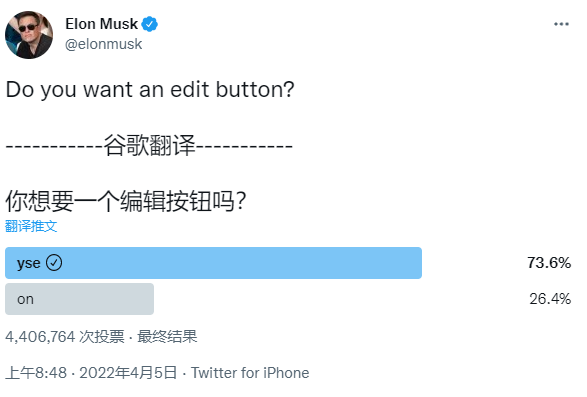 Elon Musk
@elonmusk
Do you want an edit button?
-----------谷歌翻译-----------
你想要一个编辑按钮吗？
翻译推文
yse 73.6%
on 26.4%
4,406,764 次投票 · 最终结果
上午8:48 · 2022年4月5日 · Twitter for iPhone